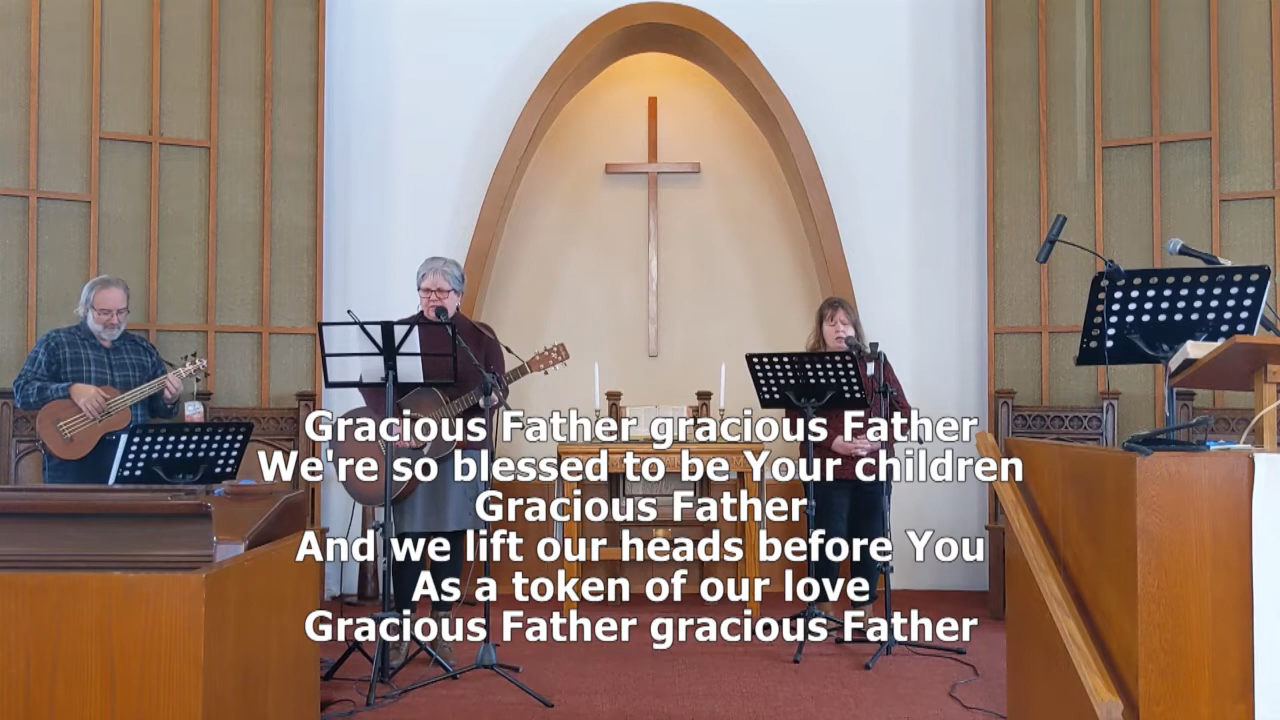 Gracious Father gracious Father
We're so blessed to be Your children
Gracious Father
And we lift our heads before You
As a token of our love
Gracious Father gracious Father